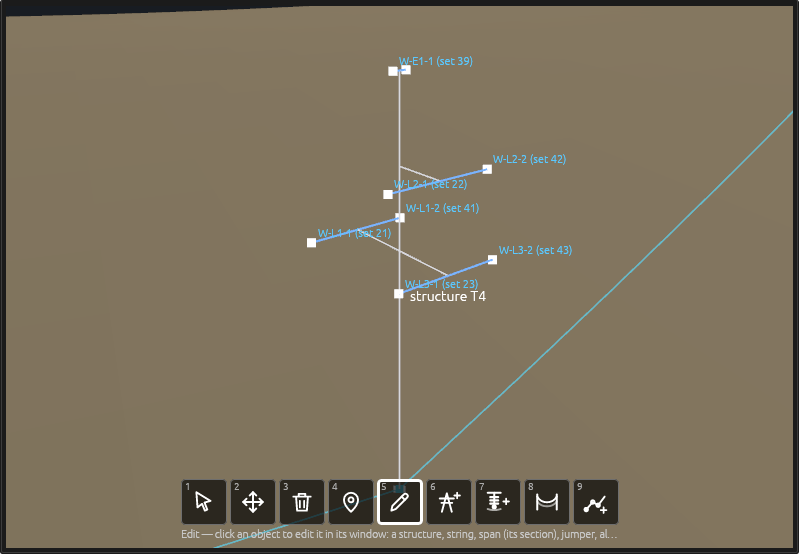 W-E1-1 (set 39)
W-L2-2 (set 42)
W-L2-1 (set 22)
W-L1-2 (set 41)
W-L1-1 (set 21)
W-L3-2 (set 43)
W-L3-1 (set 23)
structure T4
1 2 3 4 5 6 7 8 9
Edit — click an object to edit it in its window: a structure, string, span (its section), jumper, al...